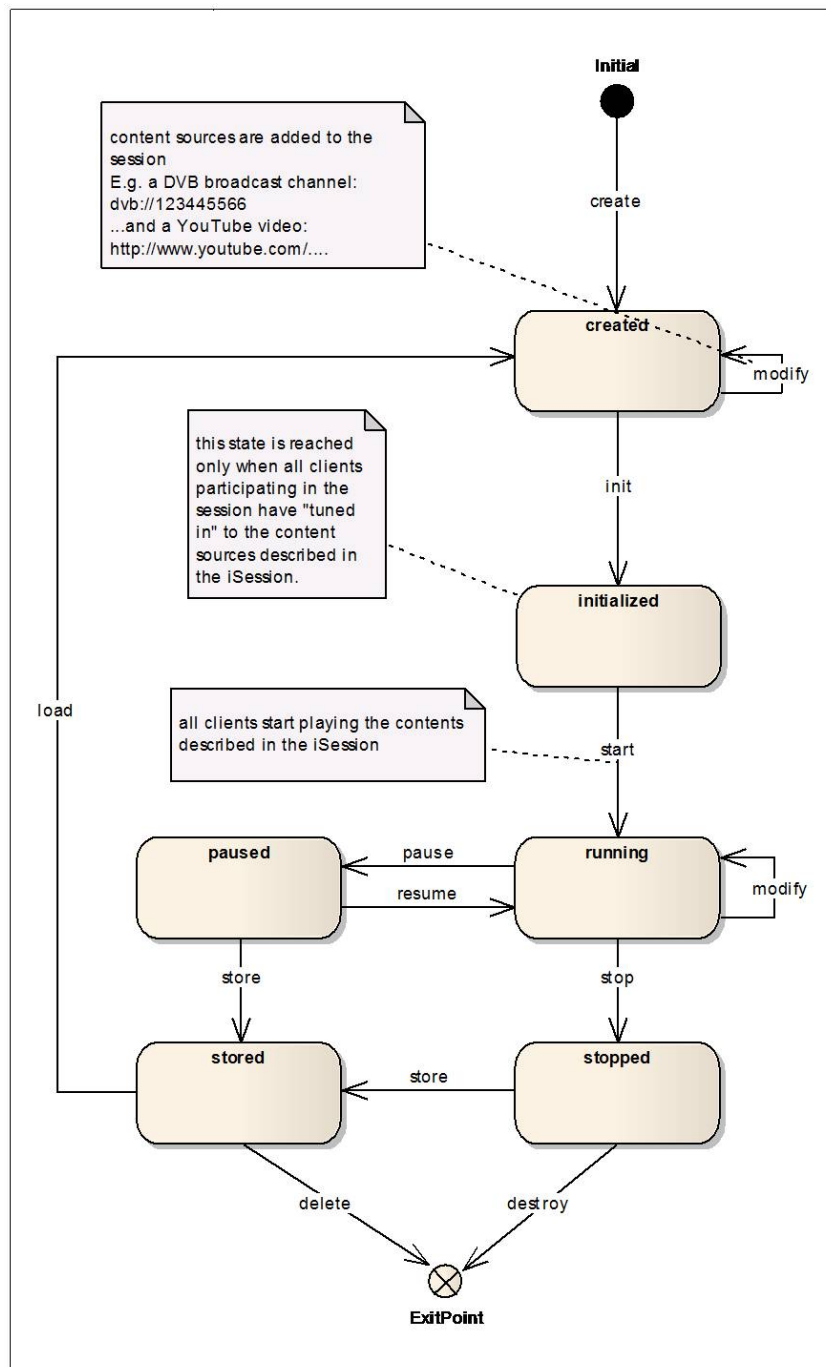 Initial
content sources are added to the
session
E.g. a DVB broadcast channel:
dvb://123445566
...and a YouTube video:
http://www.youtube.com/....
create
created
modify
this state is reached
only when all clients
participating in the
session have "tuned
in" to the content
sources described in
the iSession.
init
initialized
load
all clients start playing the contents
described in the iSession
start
paused
pause
running
resume
modify
store
stop
stored
store
stopped
delete
destroy
ExitPoint